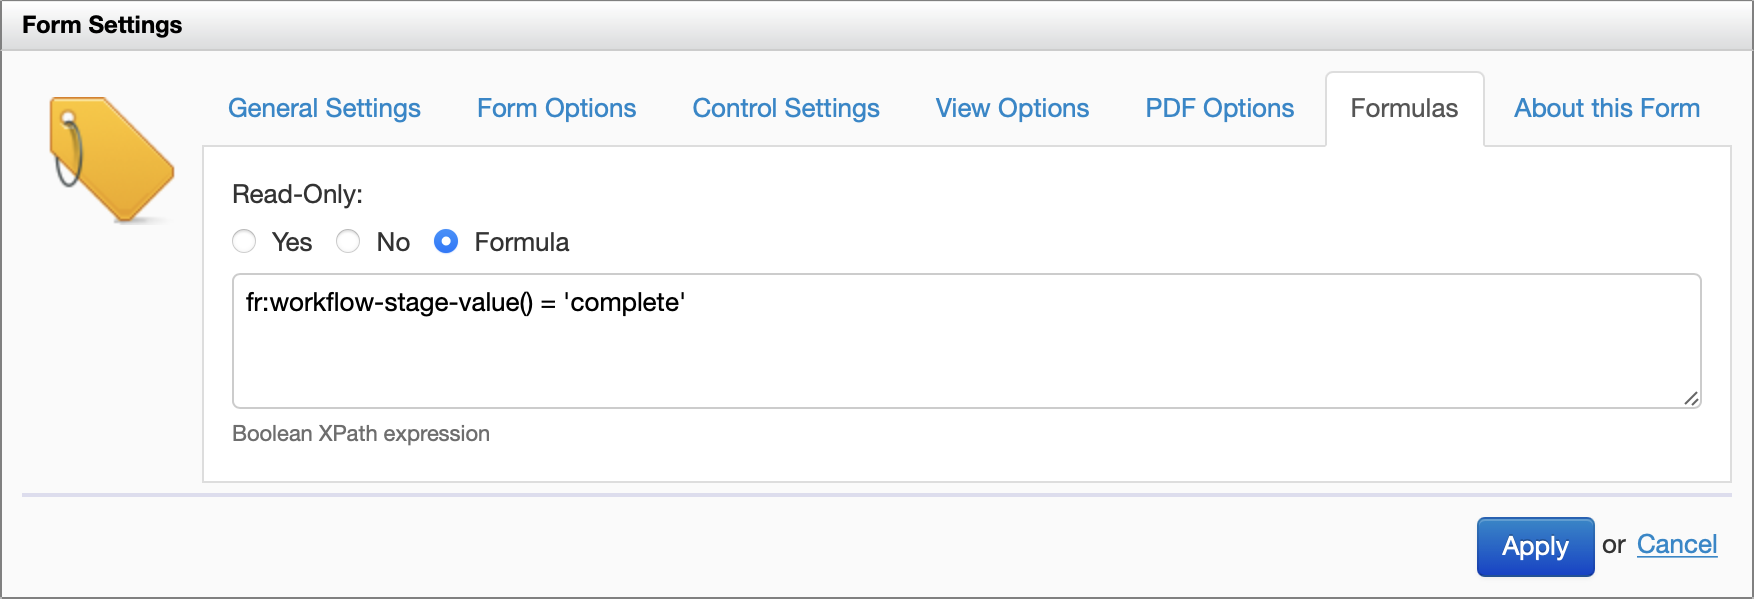 Form Settings
General Settings Form Options Control Settings View Options PDF Options Formulas About this Form
Read-Only:
Yes No Formula
fr:workflow-stage-value() = 'complete'
Boolean XPath expression
Apply or Cancel